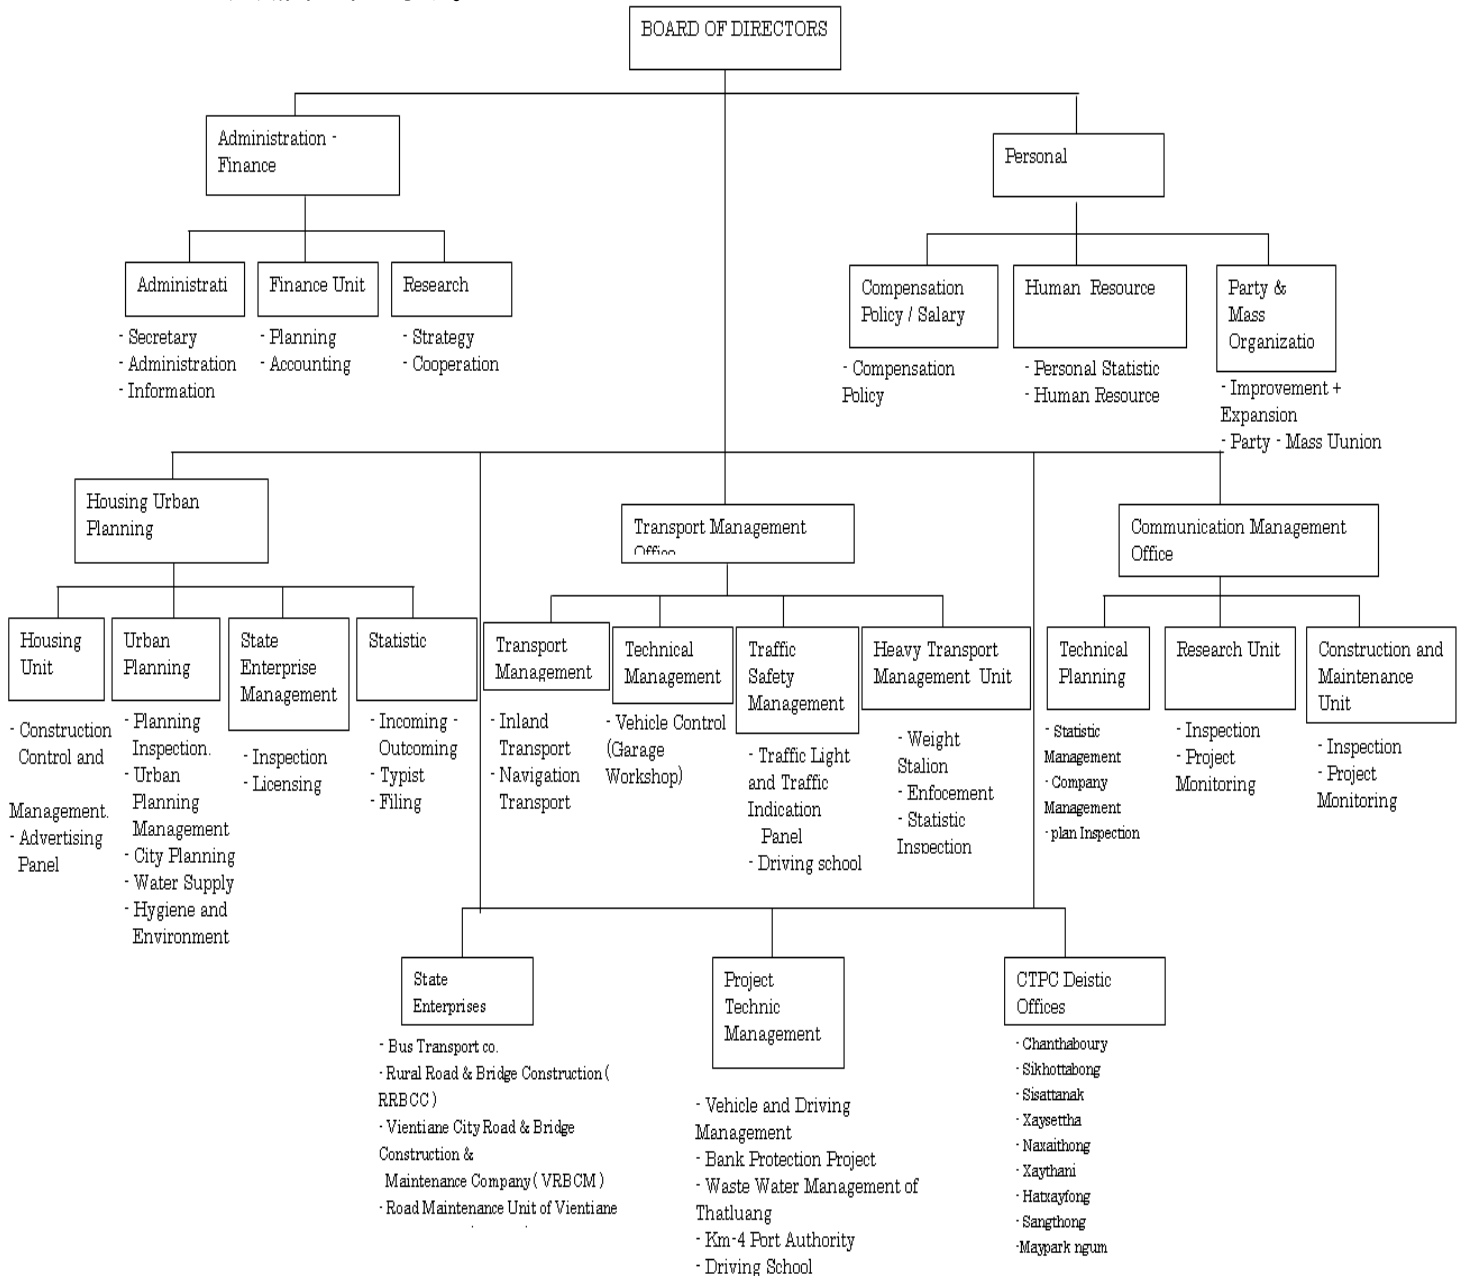 BOARD OF DIRECTORS
Administration -
Finance
Personal
Administrati
Finance Unit
Research
- Secretary
- Administration
- Information
- Planning
- Accounting
- Strategy
- Cooperation
Compensation
Policy / Salary
Human Resource
Party &
Mass
Organizatio
- Compensation
Policy
- Personal Statistic
- Human Resource
- Improvement +
Expansion
- Party - Mass Uunion
Housing Urban
Planning
Transport Management
Office
Communication Management
Office
Housing
Unit
Urban
Planning
State
Enterprise
Management
Statistic
- Construction
Control and
Management.
- Advertising
Panel
- Planning
Inspection.
- Urban
Planning
Management
- City Planning
- Water Supply
- Hygiene and
Environment
- Inspection
- Licensing
- Incoming -
Outcoming
- Typist
- Filing
Transport
Management
Technical
Management
Traffic
Safety
Management
Heavy Transport
Management Unit
- Inland
Transport
- Navigation
Transport
- Vehicle Control
(Garage
Workshop)
- Traffic Light
and Traffic
Indication
Panel
- Driving school
- Weight
Stalion
- Enfocement
- Statistic
Inspection
Technical
Planning
Research Unit
Construction and
Maintenance
Unit
- Statistic
Management
- Company
Management
- plan Inspection
- Inspection
- Project
Monitoring
- Inspection
- Project
Monitoring
State
Enterprises
Project
Technic
Management
CTPC Deistic
Offices
- Bus Transport co.
- Rural Road & Bridge Construction (
RRBCC )
- Vientiane City Road & Bridge
Construction &
Maintenance Company ( VRBCM )
- Road Maintenance Unit of Vientiane
- Vehicle and Driving
Management
- Bank Protection Project
- Waste Water Management of
Thatluang
- Km-4 Port Authority
- Driving School
- Chanthaboury
- Sikhottabong
- Sisattanak
- Xaysettha
- Naxaithong
- Xaythani
- Hatxayfong
- Sangthong
-Maypark ngum